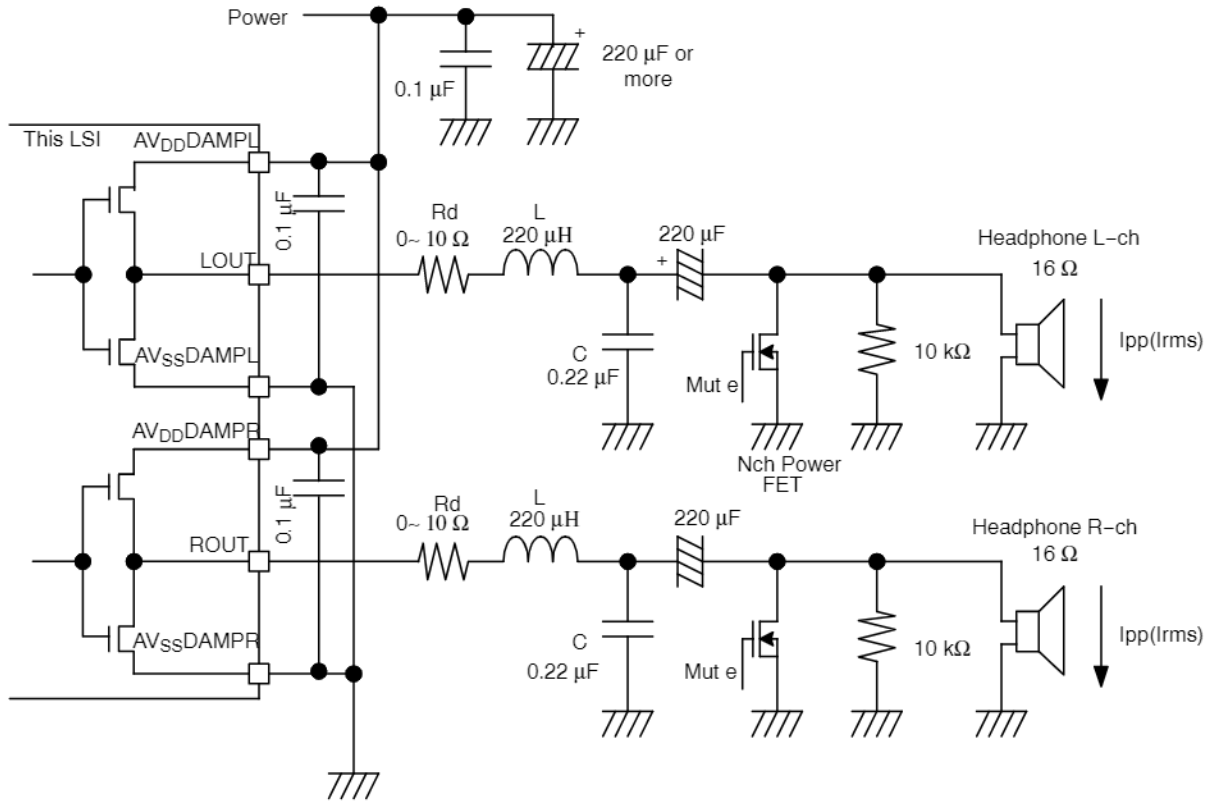 Power
+
220 μF or
more
0.1 μF
This LSI
AVDDDAMPL
0.1 μF
LOUT
AVSSDAMPL
Rd
0~ 10 Ω
L
220 μH
220 μF
+
C
0.22 μF
Mut e
Nch Power
FET
10 kΩ
Headphone L-ch
16 Ω
Ipp(Irms)
AVDDDAMPR
0.1 μF
ROUT
AVSSDAMPR
Rd
0~ 10 Ω
L
220 μH
220 μF
C
0.22 μF
Mut e
10 kΩ
Headphone R-ch
16 Ω
Ipp(Irms)